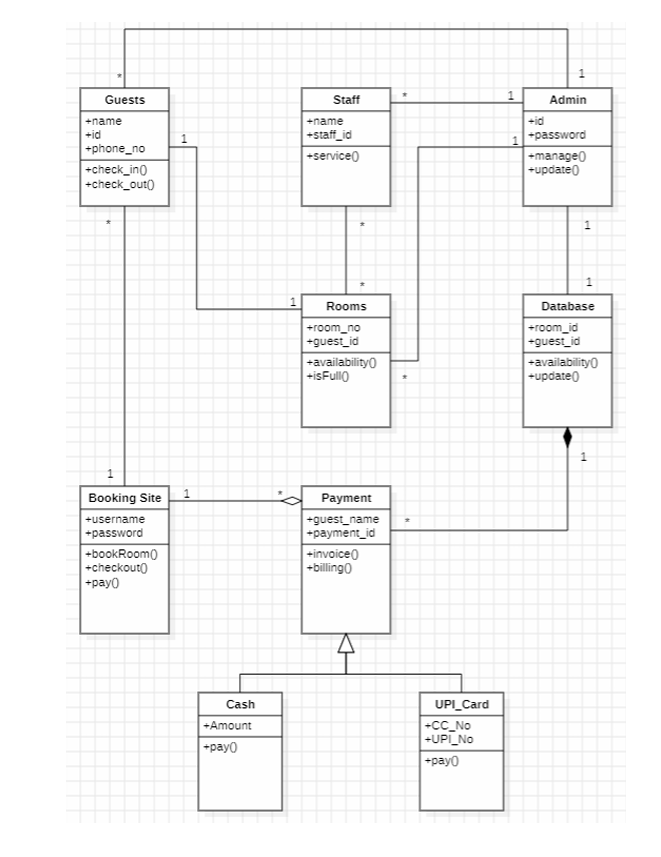 *
1
Guests
+name
+id
+phone_no
+check_in()
+check_out()
Staff
+name
+staff_id
+service()
Admin
+id
+password
+manage()
+update()
*
1
1
1
*
*
1
1
*
1
Rooms
+room_no
+guest_id
+availability()
+isFull()
Database
+room_id
+guest_id
+availability()
+update()
*
1
1
1
*
*
Booking Site
+username
+password
+bookRoom()
+checkout()
+pay()
Payment
+guest_name
+payment_id
+invoice()
+billing()
Cash
+Amount
+pay()
UPI_Card
+CC_No
+UPI_No
+pay()